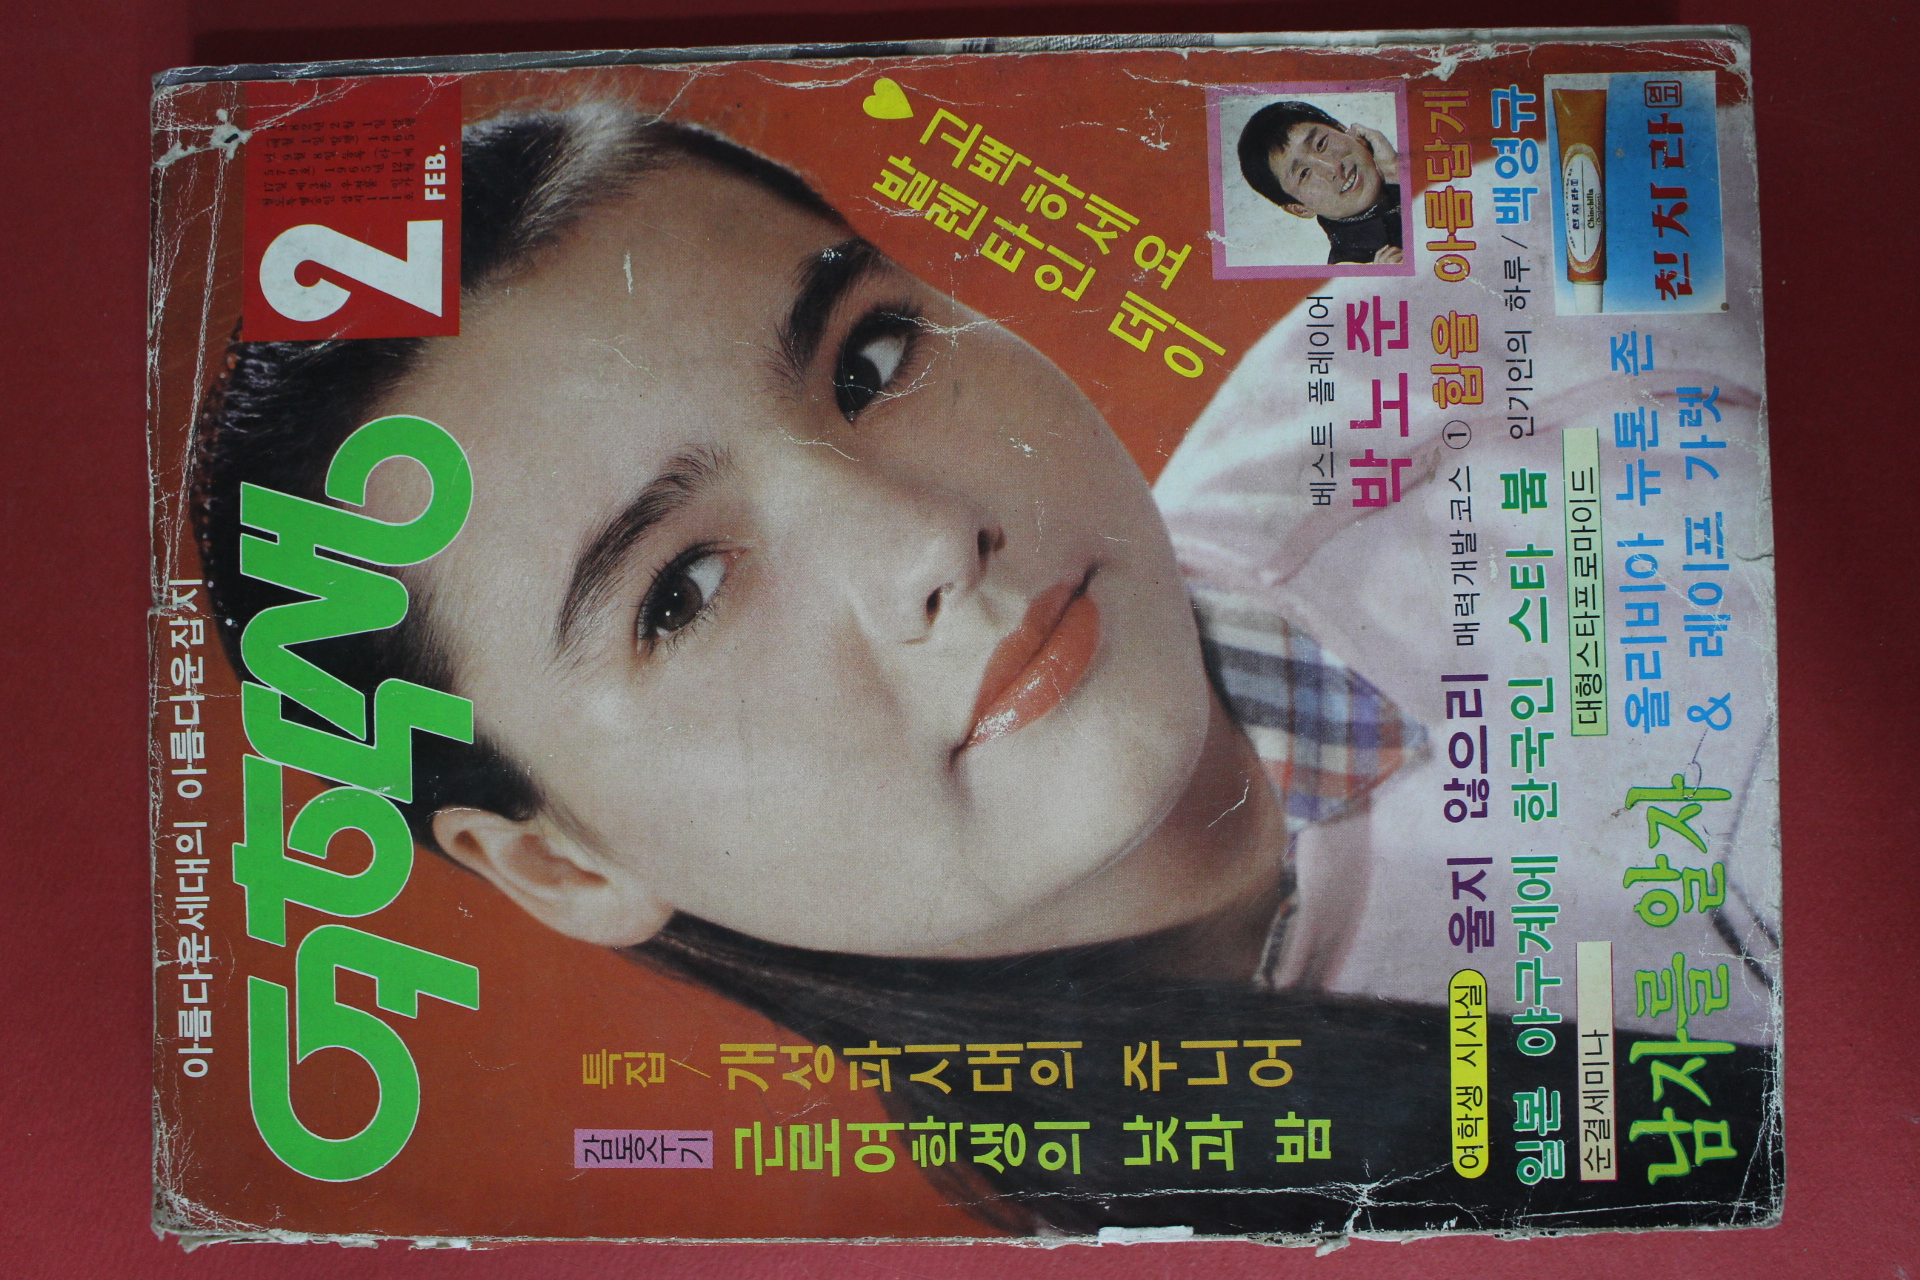 아름다운세대의 아름다운잡지
여학생
2
FEB.
고백하세요
발렌타인 데이
특집/개성파시대의 주니어
감동수기
근로여학생의 낮과 밤
베스트 플레이어
박노준
여학생 시사실
울지 않으리
매력개발코스 ① 힘을 아름답게
일본 야구계에 한국인 스타 붐
인기인의 하루/백영규
순결세미나
남자를 알자
대형스타프로마이드
올리비아 뉴톤 존
& 레이프 가렛
친치라
Chinchilla
친치라